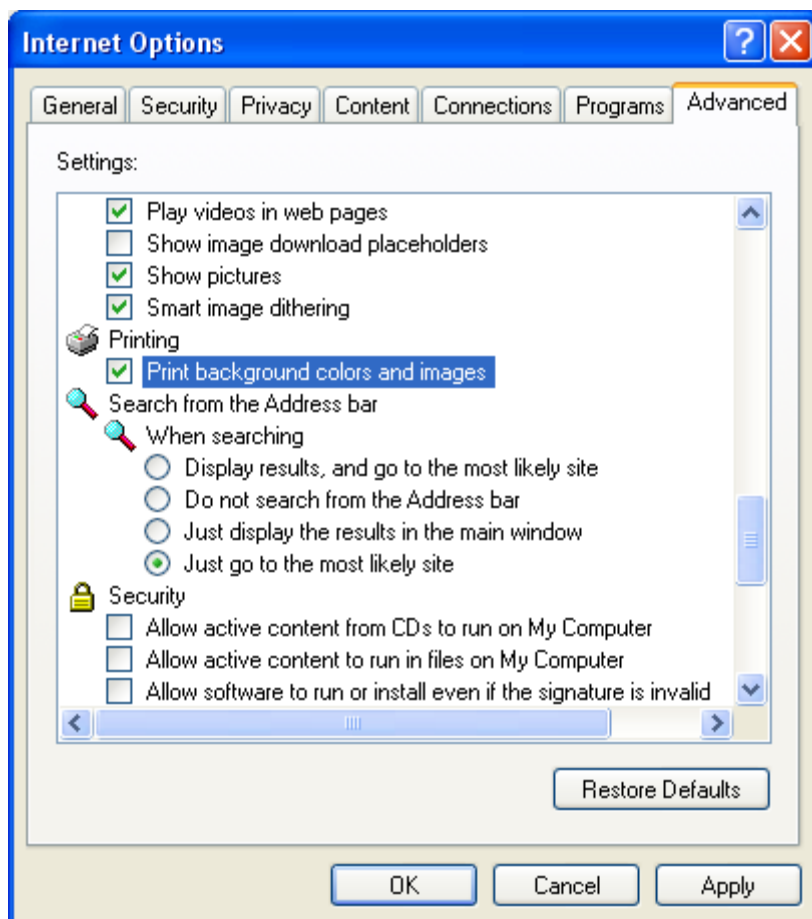 Internet Options
?
General Security Privacy Content Connections Programs Advanced
Settings:
Play videos in web pages
Show image download placeholders
Show pictures
Smart image dithering
Printing
Print background colors and images
Search from the Address bar
When searching
Display results, and go to the most likely site
Do not search from the Address bar
Just display the results in the main window
Just go to the most likely site
Security
Allow active content from CDs to run on My Computer
Allow active content to run in files on My Computer
Allow software to run or install even if the signature is invalid
Restore Defaults
OK Cancel Apply